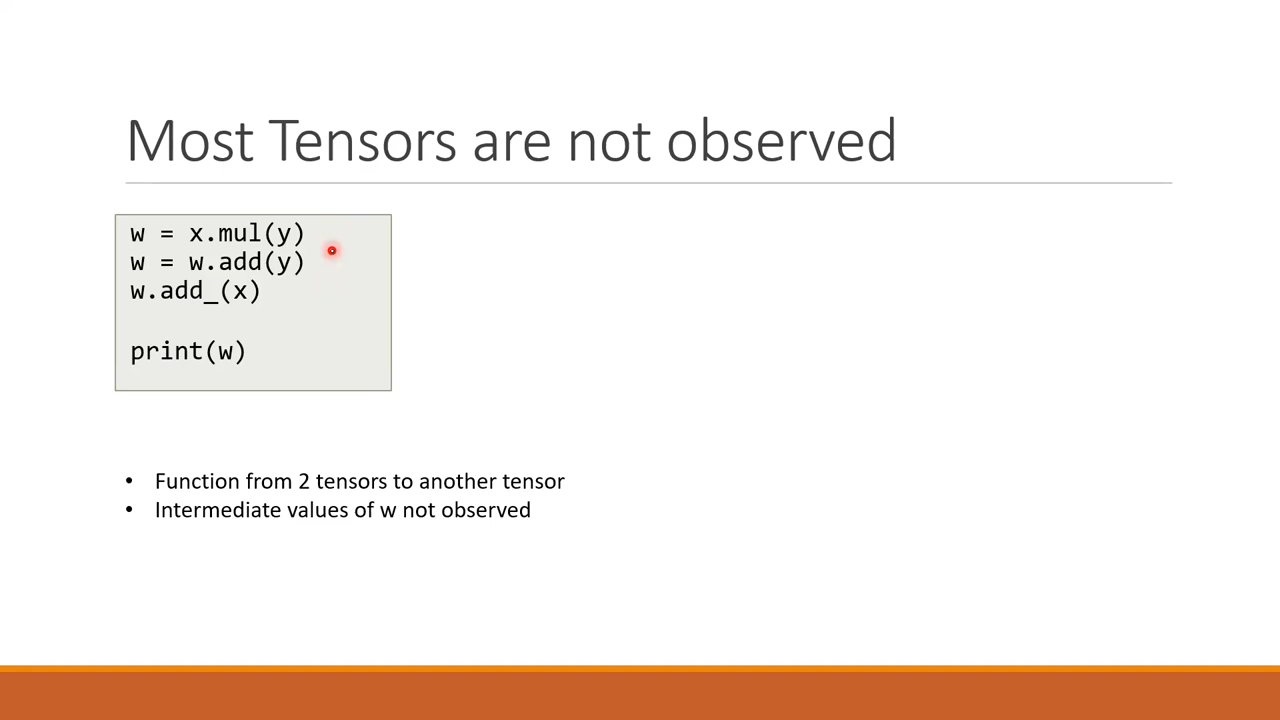 Most Tensors are not observed
w = x.mul(y)
w = w.add(y)
w.add_(x)
print(w)
• Function from 2 tensors to another tensor
• Intermediate values of w not observed